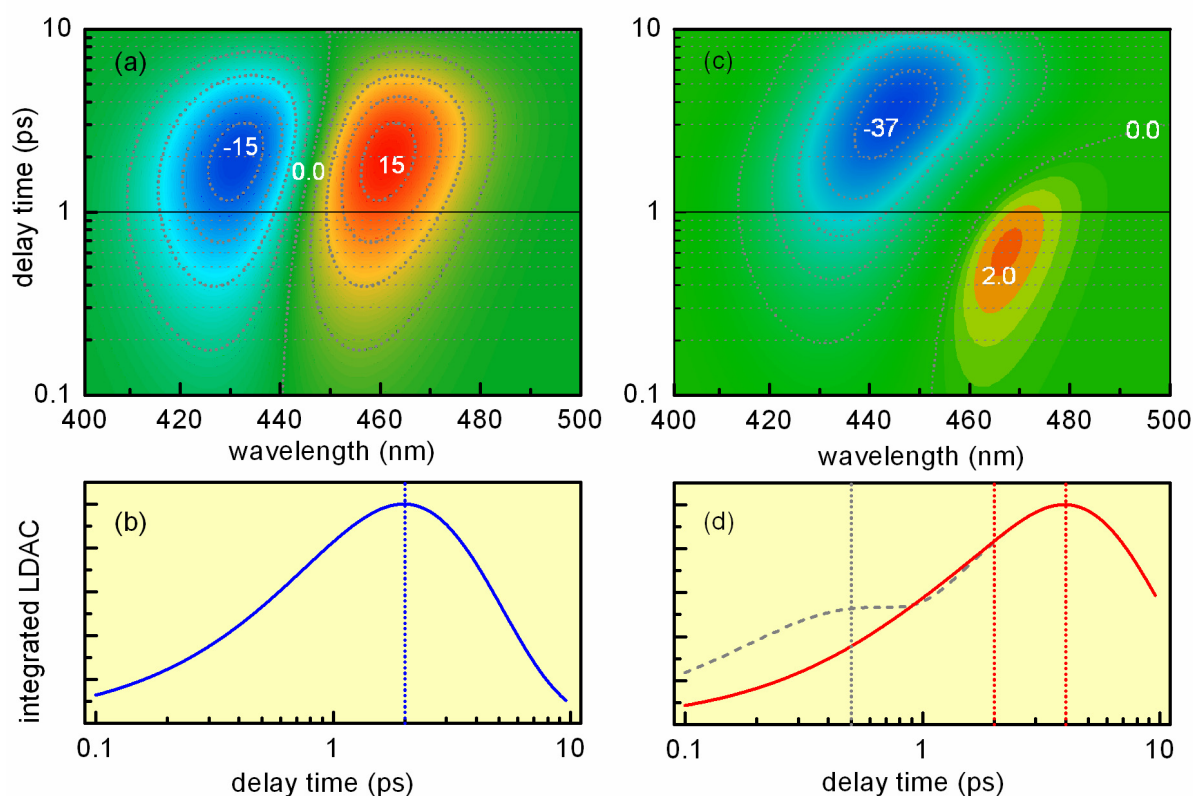 (a)
-15
0.0
15
10
1
0.1
delay time (ps)
400 420 440 460 480 500
wavelength (nm)
(c)
-37
0.0
2.0
10
1
0.1
400 420 440 460 480 500
wavelength (nm)
(b)
integrated LDAC
0.1 1 10
delay time (ps)
(d)
0.1 1 10
delay time (ps)